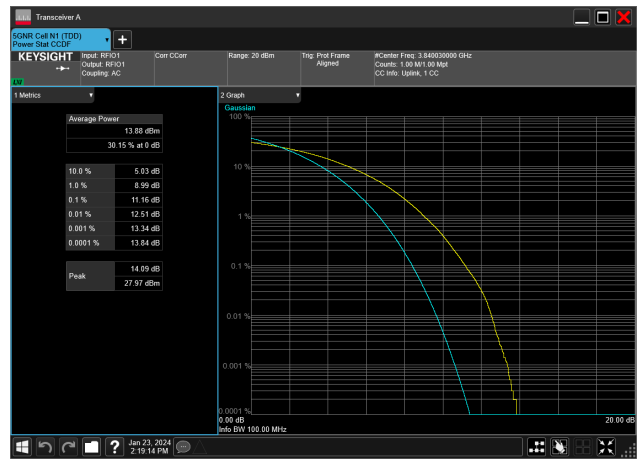 Transceiver A
5GNR Cell N1 (TDD)
Power Stat CCDF
KEYSIGHT
Input: RFIO1
Output: RFIO1
Coupling: AC
Corr CCorr
Range: 20 dBm
Trig: Prot Frame
Aligned
#Center Freq: 3.840030000 GHz
Counts: 1.00 M/1.00 Mpt
CC Info: Uplink, 1 CC
LXI
1 Metrics
Average Power
13.88 dBm
30.15 % at 0 dB
10.0 % 5.03 dB
1.0 % 8.99 dB
0.1 % 11.16 dB
0.01 % 12.51 dB
0.001 % 13.34 dB
0.0001 % 13.84 dB
Peak
14.09 dB
27.97 dBm
2 Graph
Gaussian
100 %
10 %
1 %
0.1 %
0.01 %
0.001 %
0.0001 %
0.00 dB 20.00 dB
Info BW 100.00 MHz
Jan 23, 2024
2:19:14 PM